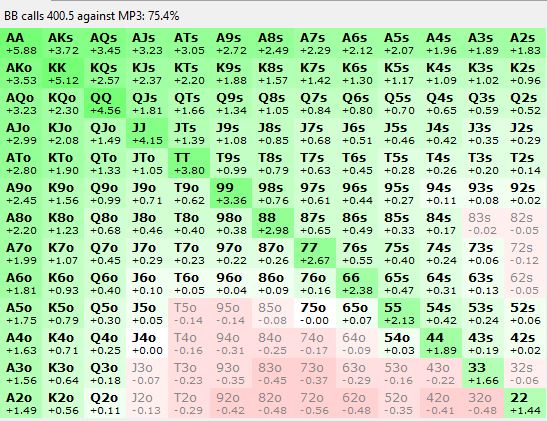 BB calls 400.5 against MP3: 75.4%
AA AKs AQs AJs ATs A9s A8s A7s A6s A5s A4s A3s A2s
+5.88 +3.72 +3.45 +3.23 +3.05 +2.72 +2.49 +2.29 +2.12 +2.07 +1.96 +1.89 +1.83
AKo KK KQs KJs KTs K9s K8s K7s K6s K5s K4s K3s K2s
+3.53 +5.12 +2.57 +2.37 +2.20 +1.88 +1.57 +1.42 +1.30 +1.17 +1.09 +1.02 +0.96
AQo KQo QQ QJs QTs Q9s Q8s Q7s Q6s Q5s Q4s Q3s Q2s
+3.23 +2.30 +4.56 +1.81 +1.66 +1.34 +1.05 +0.84 +0.80 +0.70 +0.65 +0.59 +0.52
AJo KJo QJo JJ JTs J9s J8s J7s J6s J5s J4s J3s J2s
+2.99 +2.08 +1.49 +4.15 +1.39 +1.08 +0.85 +0.68 +0.51 +0.46 +0.42 +0.35 +0.29
ATo KTo QTo JTo TT T9s T8s T7s T6s T5s T4s T3s T2s
+2.80 +1.90 +1.33 +1.05 +3.80 +0.99 +0.79 +0.63 +0.45 +0.28 +0.26 +0.20 +0.14
A9o K9o Q9o J9o T9o 99 98s 97s 96s 95s 94s 93s 92s
+2.45 +1.56 +0.99 +0.71 +0.62 +3.36 +0.76 +0.61 +0.44 +0.27 +0.11 +0.08 +0.02
A8o K8o Q8o J8o T8o 98o 88 87s 86s 85s 84s 83s 82s
+2.20 +1.23 +0.68 +0.46 +0.40 +0.38 +2.98 +0.65 +0.49 +0.33 +0.17 -0.02 -0.05
A7o K7o Q7o J7o T7o 97o 87o 77 76s 75s 74s 73s 72s
+1.99 +1.07 +0.45 +0.29 +0.23 +0.22 +0.26 +2.67 +0.55 +0.40 +0.24 +0.06 -0.12
A6o K6o Q6o J6o T6o 96o 86o 76o 66 65s 64s 63s 62s
+1.81 +0.93 +0.40 +0.10 +0.05 +0.04 +0.09 +0.16 +2.38 +0.47 +0.31 +0.13 -0.05
A5o K5o Q5o J5o T5o 95o 85o 75o 65o 55 54s 53s 52s
+1.75 +0.79 +0.30 +0.05 -0.14 -0.14 -0.08 -0.00 +0.07 +2.13 +0.42 +0.24 +0.06
A4o K4o Q4o J4o T4o 94o 84o 74o 64o 54o 44 43s 42s
+1.63 +0.71 +0.25 +0.00 -0.16 -0.31 -0.25 -0.17 -0.09 +0.03 +1.89 +0.19 +0.02
A3o K3o Q3o J3o T3o 93o 83o 73o 63o 53o 43o 33 32s
+1.56 +0.64 +0.18 -0.07 -0.23 -0.35 -0.45 -0.37 -0.29 -0.16 -0.22 +1.66 -0.06
A2o K2o Q2o J2o T2o 92o 82o 72o 62o 52o 42o 32o 22
+1.49 +0.56 +0.11 -0.13 -0.29 -0.42 -0.48 -0.56 -0.48 -0.35 -0.41 -0.48 +1.44